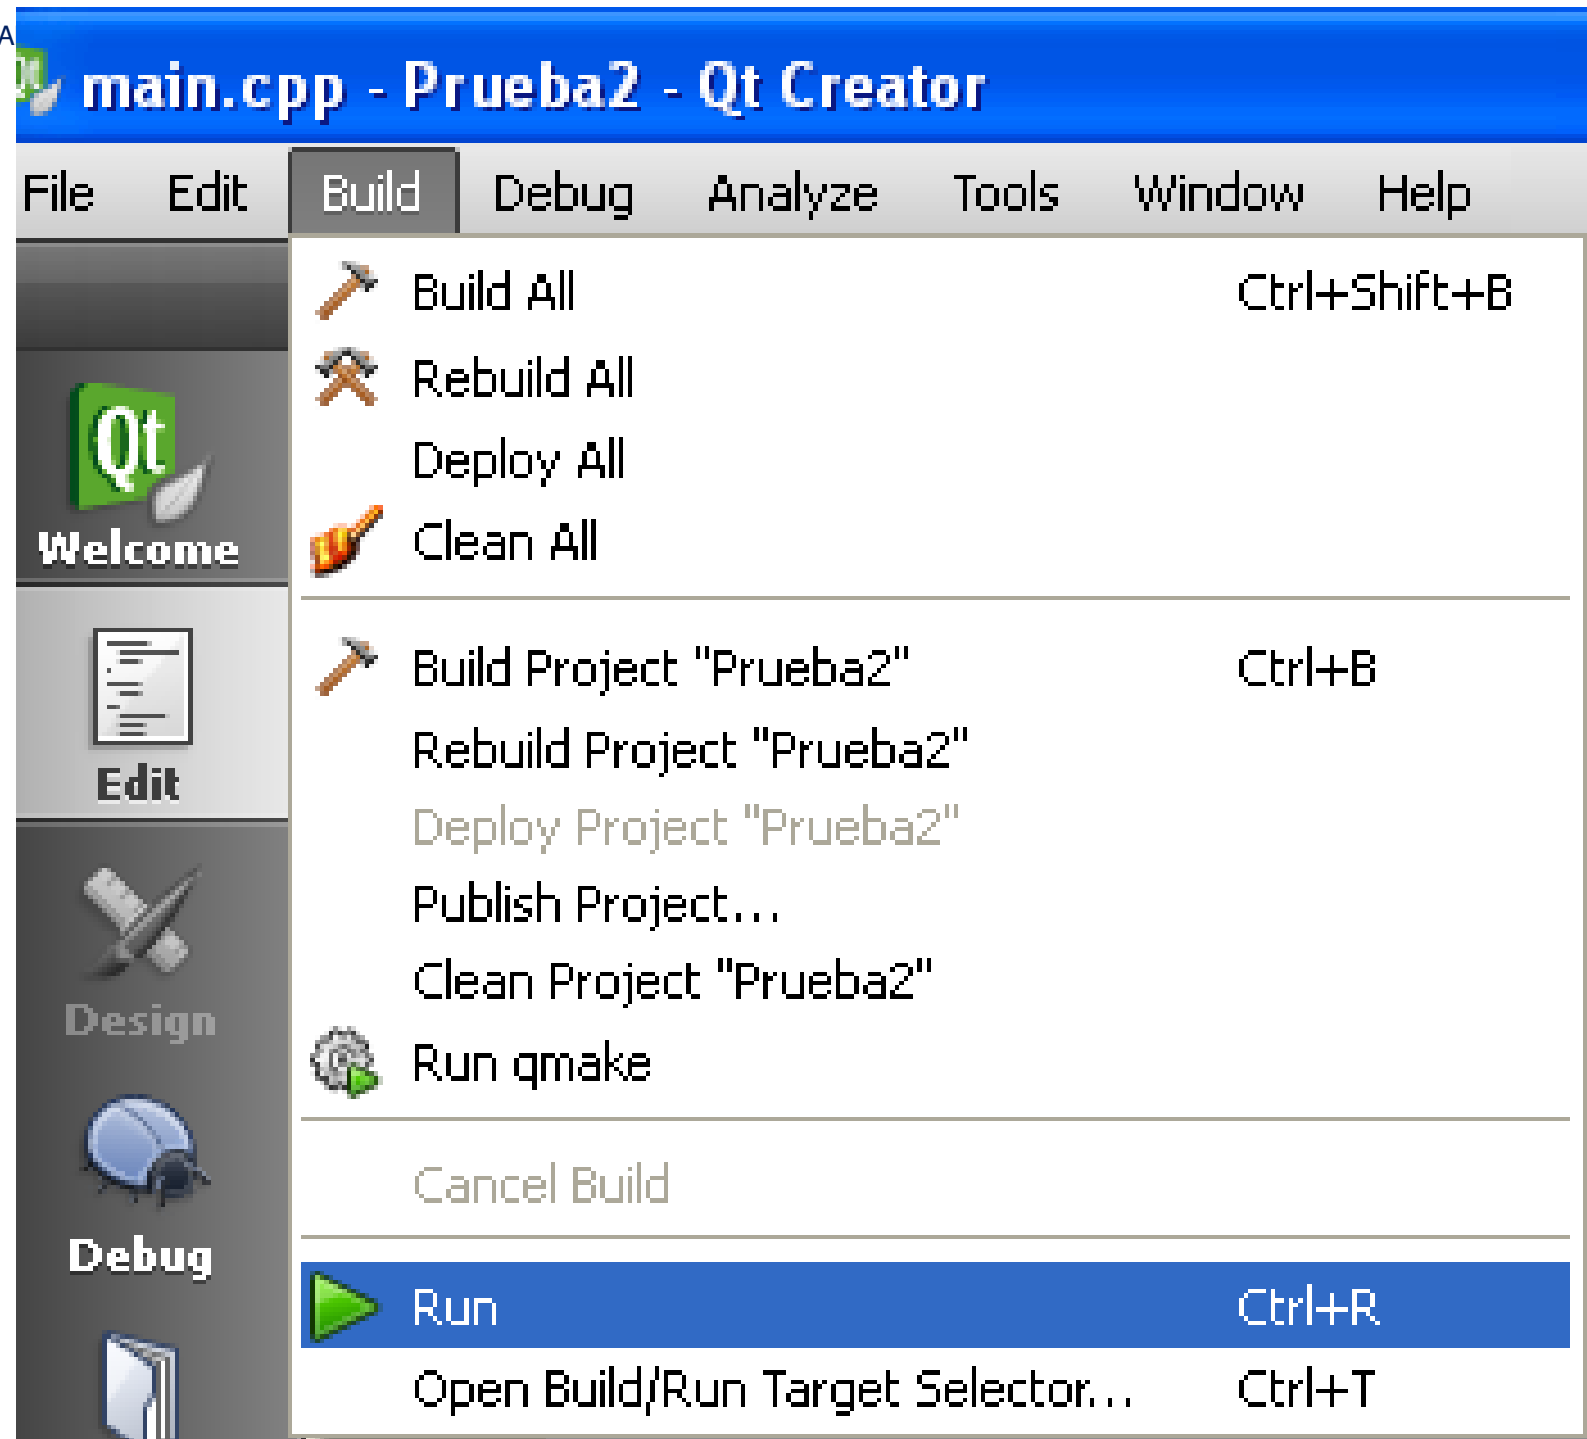 A
main.cpp - Prueba2 - Qt Creator
File Edit Build Debug Analyze Tools Window Help
Build All Ctrl+Shift+B
Rebuild All
Qt
Deploy All
Clean All
Welcome
Build Project "Prueba2" Ctrl+B
Rebuild Project "Prueba2"
Edit
Deploy Project "Prueba2"
Publish Project...
Clean Project "Prueba2"
Design
Run qmake
Cancel Build
Debug
Run Ctrl+R
Open Build/Run Target Selector... Ctrl+T